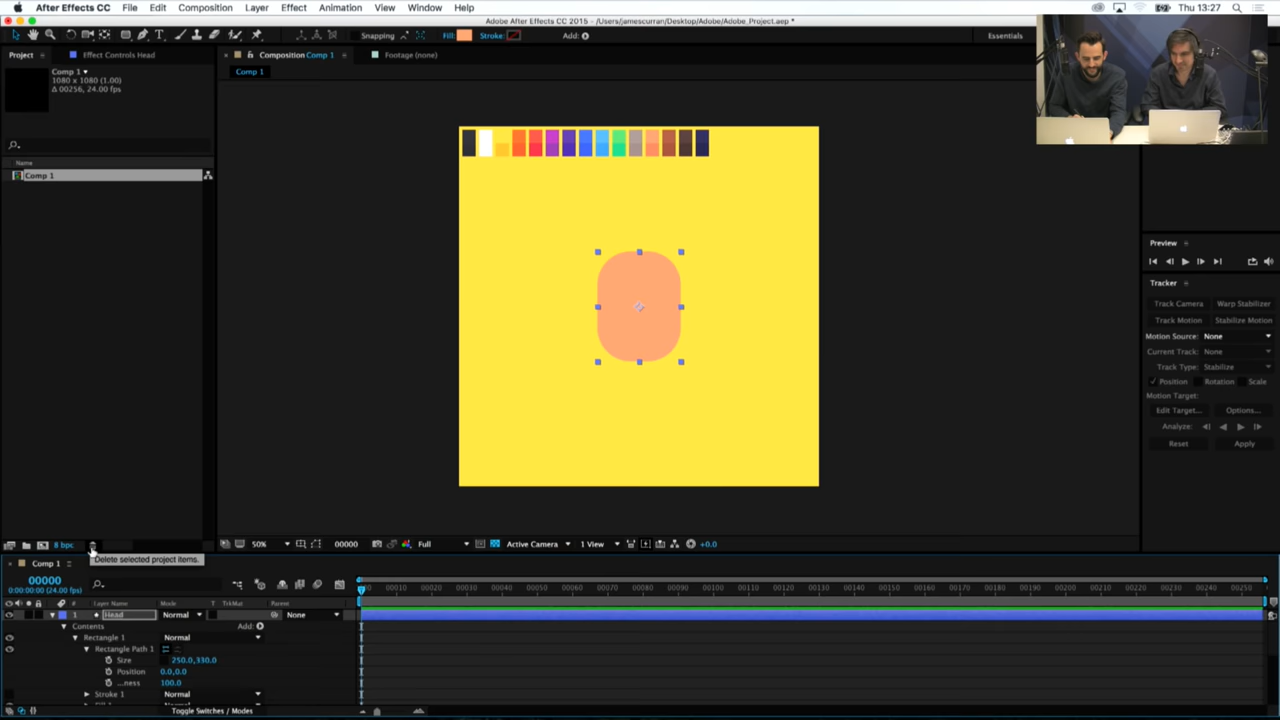 After Effects CC File Edit Composition Layer Effect Animation View Window Help Thu 13:27
Adobe After Effects CC 2015 - /Users/jamescurran/Desktop/Adobe/Adobe_Project.aep *
Snapping Fill: Stroke: Add: Essentials
Project Effect Controls Head Composition Comp 1 Footage (none)
Comp 1
Comp 1
1080 x 1080 (1.00)
Δ 00256, 24.00 fps
Name
Comp 1
Preview
Tracker
Track Camera Warp Stabilizer
Track Motion Stabilize Motion
Motion Source: None
Current Track: None
Track Type: Stabilize
Position Rotation Scale
Motion Target:
Edit Target... Options...
Analyze:
Reset Apply
8 bpc 50% 00000 Full Active Camera 1 View +0.0
Delete selected project items.
Comp 1
00000
0:00:00:00 (24.00 fps)
00010 00020 00030 00040 00050 00060 00070 00080 00090 00100 00110 00120 00130 00140 00150 00160 00170 00180 00190 00200 00210 00220 00230 00240 00250
# Layer Name Mode T TrkMat Parent
1 Head Normal None
Contents Add:
Rectangle 1 Normal
Rectangle Path 1
Size 250.0,330.0
Position 0.0,0.0
...ness 100.0
Stroke 1 Normal
Toggle Switches / Modes